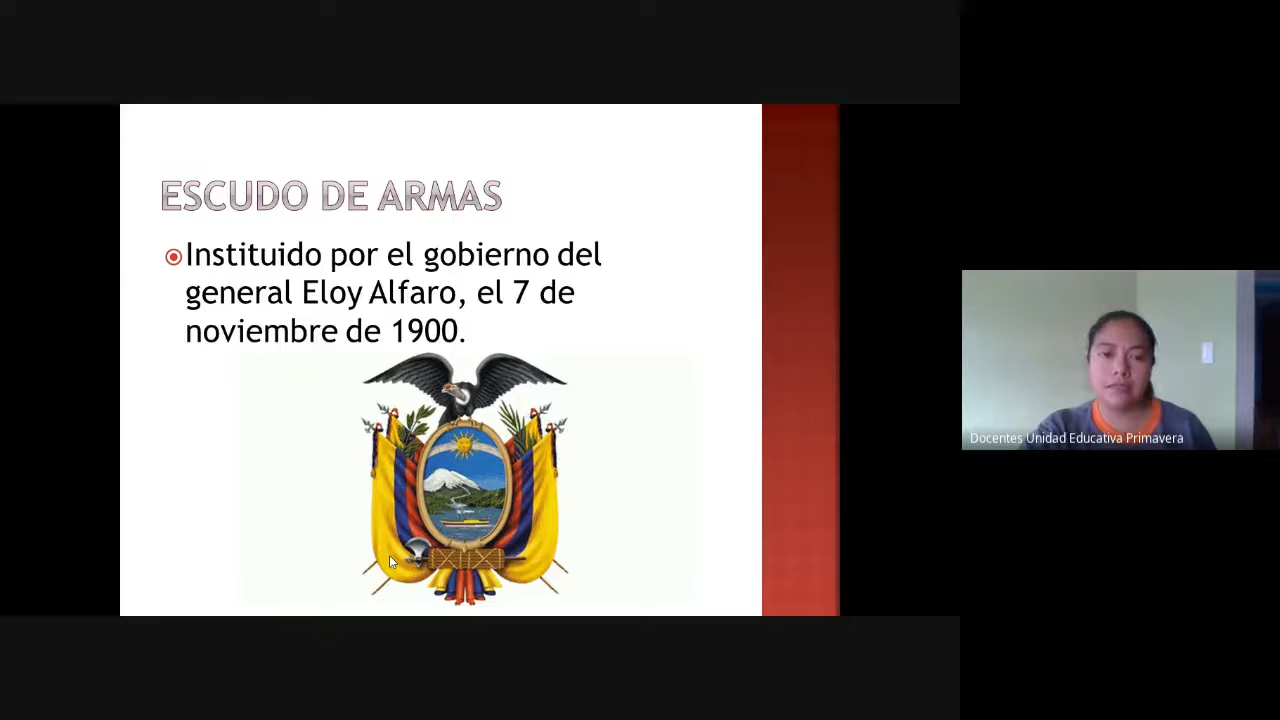 ESCUDO DE ARMAS
Instituido por el gobierno del
general Eloy Alfaro, el 7 de
noviembre de 1900.
Docentes Unidad Educativa Primavera